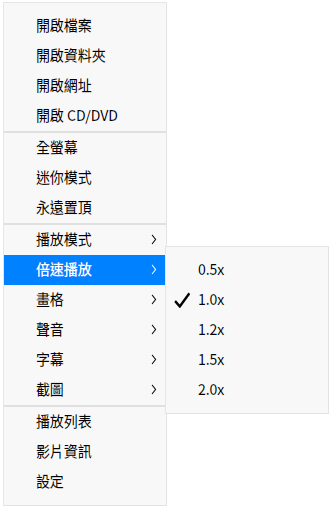 開啟檔案
開啟資料夾
開啟網址
開啟 CD/DVD
全螢幕
迷你模式
永遠置頂
播放模式
倍速播放
畫格
聲音
字幕
截圖
播放列表
影片資訊
設定
0.5x
1.0x
1.2x
1.5x
2.0x